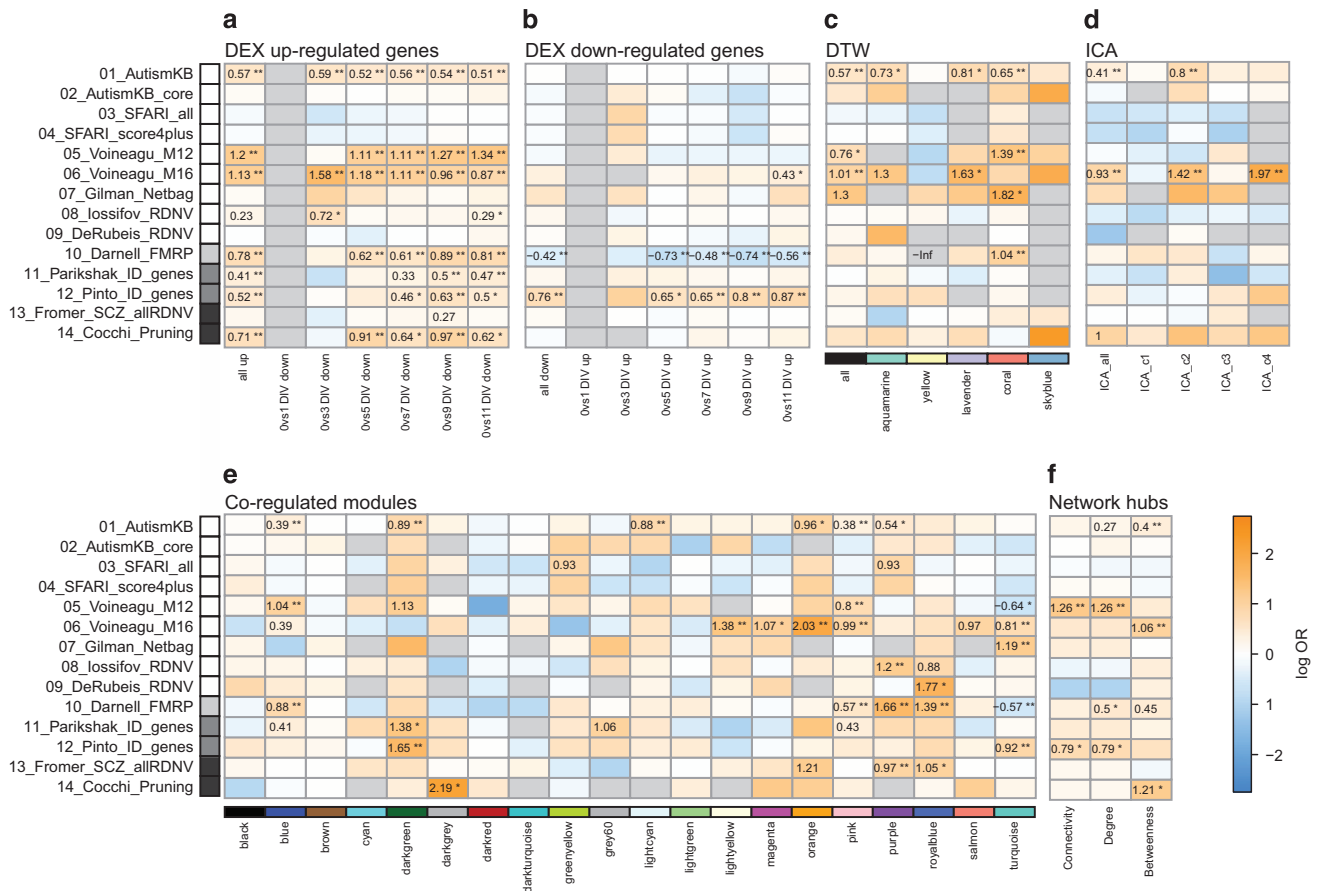 a
DEX up-regulated genes
b
DEX down-regulated genes
c
DTW
d
ICA
01_AutismKB 0.57 ** 0.59 ** 0.52 ** 0.56 ** 0.54 ** 0.51 ** 0.57 ** 0.73 * 0.81 * 0.65 ** 0.41 ** 0.8 **
02_AutismKB_core
03_SFARI_all
04_SFARI_score4plus
05_Voineagu_M12 1.2 ** 1.11 ** 1.11 ** 1.27 ** 1.34 ** 0.76 * 1.39 **
06_Voineagu_M16 1.13 ** 1.58 ** 1.18 ** 1.11 ** 0.96 ** 0.87 ** 0.43 * 1.01 ** 1.3 1.63 * 0.93 ** 1.42 ** 1.97 **
07_Gilman_Netbag 1.3 1.82 *
08_Iossifov_RDNV 0.23 0.72 * 0.29 *
09_DeRubeis_RDNV
10_Darnell_FMRP 0.78 ** 0.62 ** 0.61 ** 0.89 ** 0.81 ** −0.42 ** −0.73 ** −0.48 ** −0.74 ** −0.56 ** −Inf 1.04 **
11_Parikshak_ID_genes 0.41 ** 0.33 0.5 ** 0.47 **
12_Pinto_ID_genes 0.52 ** 0.46 * 0.63 ** 0.5 * 0.76 ** 0.65 * 0.65 ** 0.8 ** 0.87 **
13_Fromer_SCZ_allRDNV 0.27
14_Cocchi_Pruning 0.71 ** 0.91 ** 0.64 * 0.97 ** 0.62 * 1
all up
0vs1 DIV down
0vs3 DIV down
0vs5 DIV down
0vs7 DIV down
0vs9 DIV down
0vs11 DIV down
all down
0vs1 DIV up
0vs3 DIV up
0vs5 DIV up
0vs7 DIV up
0vs9 DIV up
0vs11 DIV up
all
aquamarine
yellow
lavender
coral
skyblue
ICA_all
ICA_c1
ICA_c2
ICA_c3
ICA_c4
e
Co-regulated modules
f
Network hubs
01_AutismKB 0.39 ** 0.89 ** 0.88 ** 0.96 * 0.38 ** 0.54 * 0.27 0.4 **
02_AutismKB_core
03_SFARI_all 0.93 0.93
04_SFARI_score4plus
05_Voineagu_M12 1.04 ** 1.13 0.8 ** −0.64 * 1.26 ** 1.26 **
06_Voineagu_M16 0.39 1.38 ** 1.07 * 2.03 ** 0.99 ** 0.97 0.81 ** 1.06 **
07_Gilman_Netbag 1.19 **
08_Iossifov_RDNV 1.2 ** 0.88
09_DeRubeis_RDNV 1.77 *
10_Darnell_FMRP 0.88 ** 0.57 ** 1.66 ** 1.39 ** −0.57 ** 0.5 * 0.45
11_Parikshak_ID_genes 0.41 1.38 * 1.06 0.43
12_Pinto_ID_genes 1.65 ** 0.92 ** 0.79 * 0.79 *
13_Fromer_SCZ_allRDNV 1.21 0.97 ** 1.05 *
14_Cocchi_Pruning 2.19 * 1.21 *
black
blue
brown
cyan
darkgreen
darkgrey
darkred
darkturquoise
greenyellow
grey60
lightcyan
lightgreen
lightyellow
magenta
orange
pink
purple
royalblue
salmon
turquoise
Connectivity
Degree
Betweenness
2
1
0
1
−2
log OR